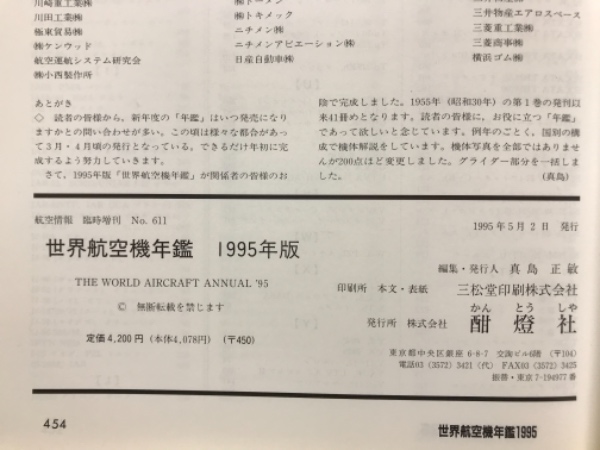 川崎重工業㈱
川田工業㈱
極東貿易㈱
㈱ケンウッド
航空運航システム研究会
㈱小西製作所
㈱トーメン
㈱トキメック
ニチメン㈱
ニチメンアビエーション㈱
日産自動車㈱
三井物産エアロスペース
三菱重工業㈱
三菱商事㈱
横浜ゴム㈱
あとがき
◇ 読者の皆様から、新年度の「年鑑」はいつ発売になり
ますかとの問い合わせが多い。この頃は様々な都合があっ
て3月・4月頃の発行となっている。できるだけ年初に完
成するよう努力していきます。
さて、1995年版「世界航空機年鑑」が関係者の皆様のお
陰で完成しました。1955年（昭和30年）の第1巻の発刊以
来41冊めとなります。読者の皆様に、お役に立つ「年鑑」
であって欲しいと念じています。例年のごとく、国別の構
成で機体解説をしています。機体写真を全部ではありませ
んが200点ほど変更しました。グライダー部分を一括しま
した。 （真島）
航空情報 臨時増刊 No. 611
1995年5月2日 発行
世界航空機年鑑 1995年版
THE WORLD AIRCRAFT ANNUAL '95
© 無断転載を禁じます
定価4,200円（本体4,078円）（〒450）
編集・発行人 真島 正敏
印刷所 本文・表紙 三松堂印刷株式会社
かん とう しゃ
発行所 株式会社 酣燈社
東京都中央区銀座 6-8-7 交詢ビル6階（〒104）
電話03（3572）3421（代）FAX03（3572）3425
振替・東京 7-194977番
454
世界航空機年鑑1995